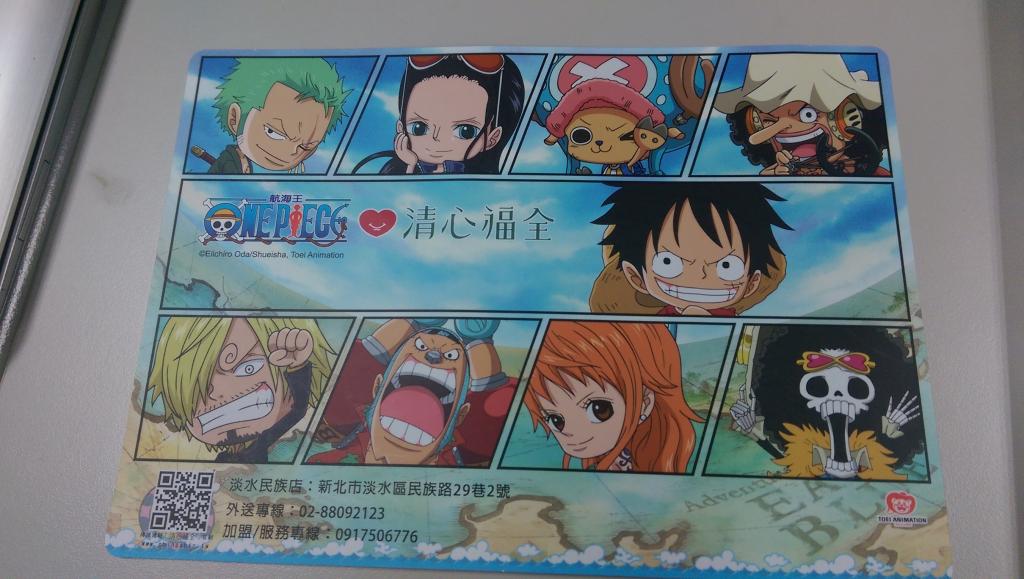 航海王
ONE PIECE
清心福全
©Eiichiro Oda/Shueisha, Toei Animation
淡水民族店：新北市淡水區民族路29巷2號
外送專線：02-88092123
加盟/服務專線：0917506776
TOEI ANIMATION